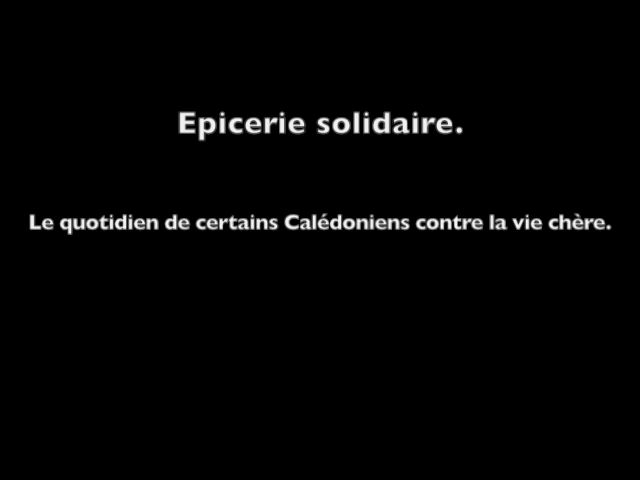 Epicerie solidaire.
Le quotidien de certains Calédoniens contre la vie chère.